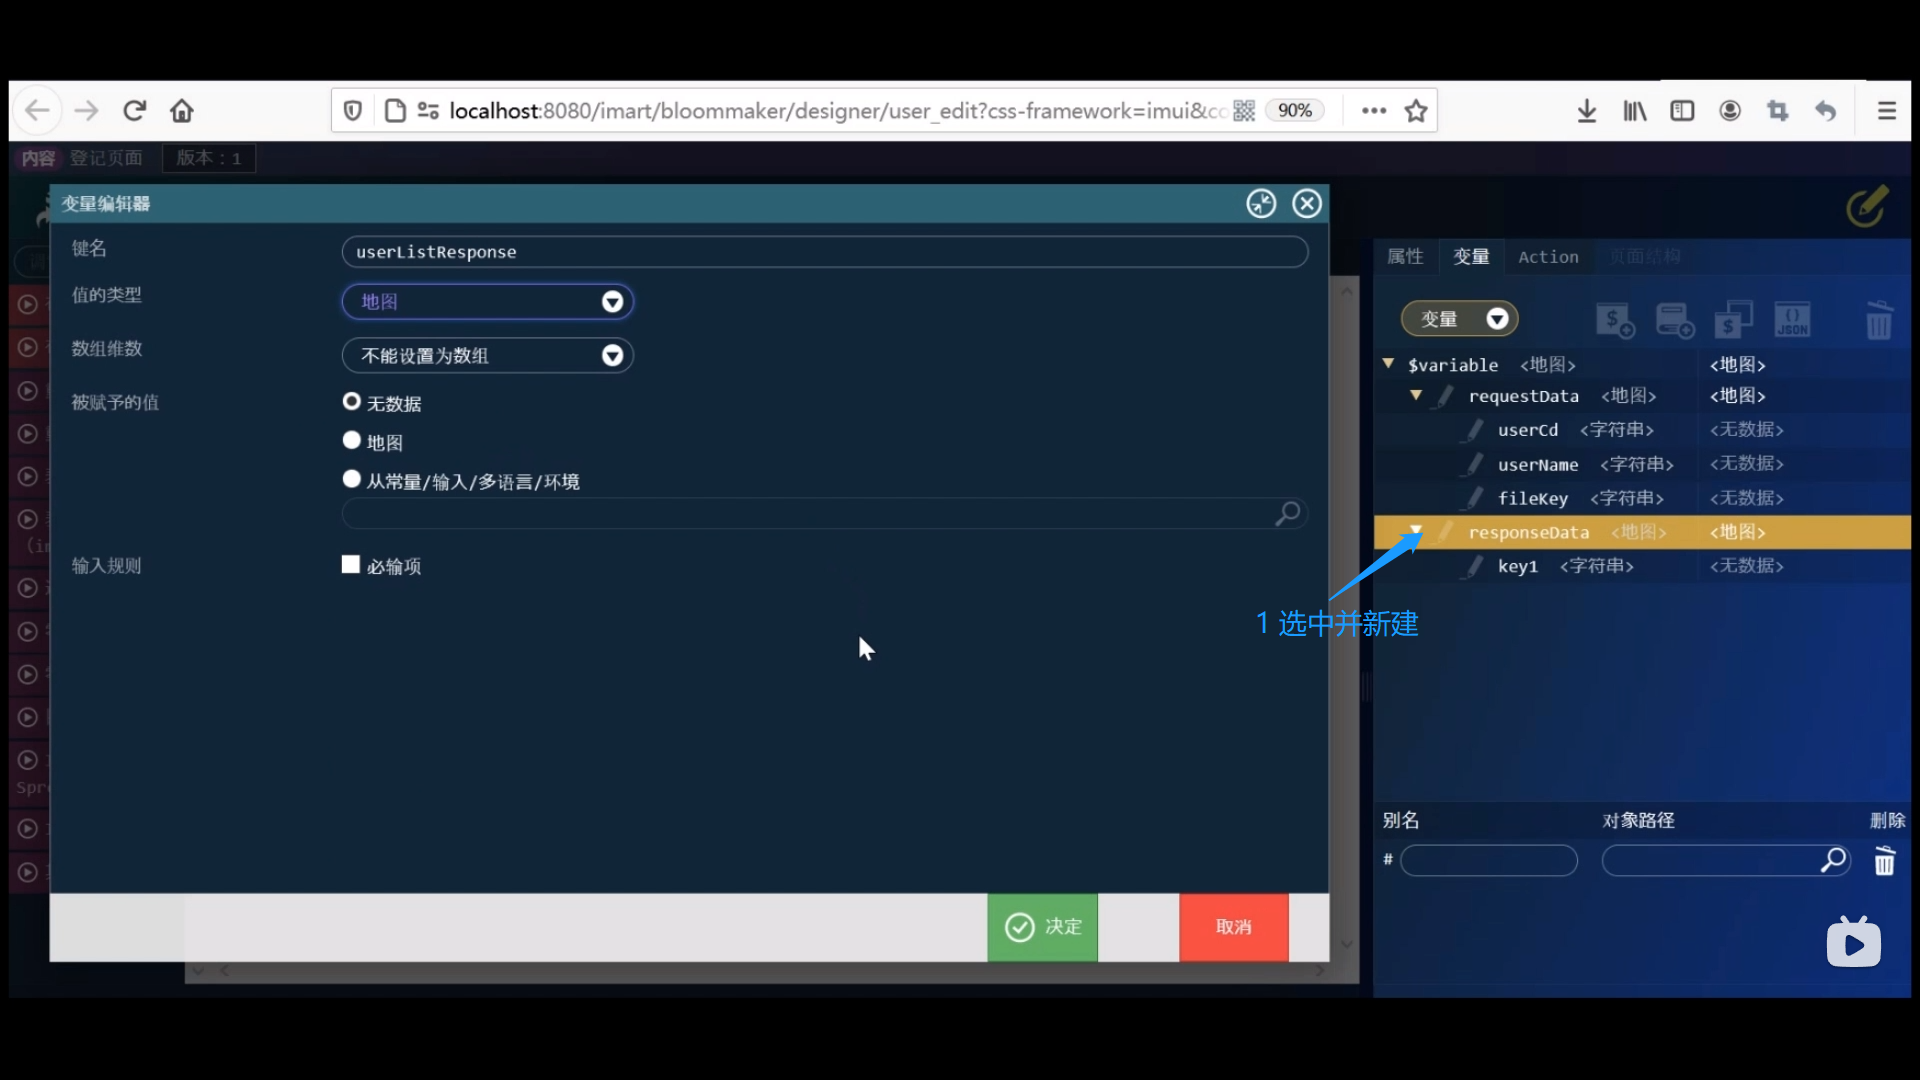 localhost:8080/imart/bloommaker/designer/user_edit?css-framework=imui&co
90%
内容 登记页面 版本：1
变量编辑器
键名
userListResponse
值的类型
地图
数组维数
不能设置为数组
被赋予的值
无数据
地图
从常量/输入/多语言/环境
输入规则
必输项
决定
取消
属性 变量 Action 页面结构
变量
JSON
$variable <地图> <地图>
requestData <地图> <地图>
userCd <字符串> <无数据>
userName <字符串> <无数据>
fileKey <字符串> <无数据>
responseData <地图> <地图>
key1 <字符串> <无数据>
1 选中并新建
别名 对象路径 删除
#